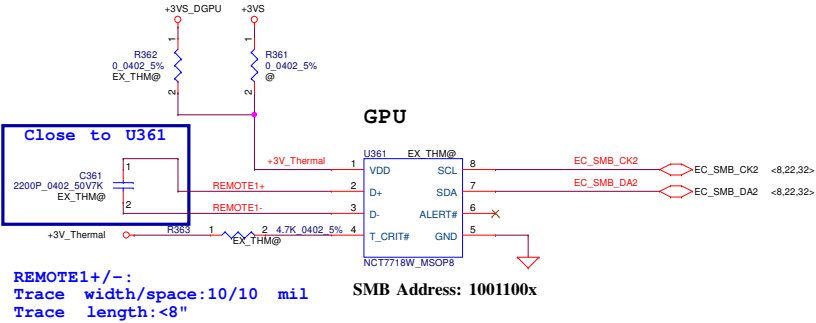 +3VS_DGPU +3VS
1 1
R362 R361
0_0402_5% 0_0402_5%
EX_THM@ @
2 2
GPU
Close to U361
U361 EX_THM@
+3V_Thermal 1 VDD SCL 8 EC_SMB_CK2 EC_SMB_CK2 <8,22,32>
1
C361
2200P_0402_50V7K
EX_THM@
2
REMOTE1+ 2 D+ SDA 7 EC_SMB_DA2 EC_SMB_DA2 <8,22,32>
REMOTE1- 3 D- ALERT# 6
+3V_Thermal R363 1 2 4.7K_0402_5% 4 T_CRIT# GND 5
EX_THM@
NCT7718W_MSOP8
REMOTE1+/-:
Trace width/space:10/10 mil
Trace length:<8"
SMB Address: 1001100x